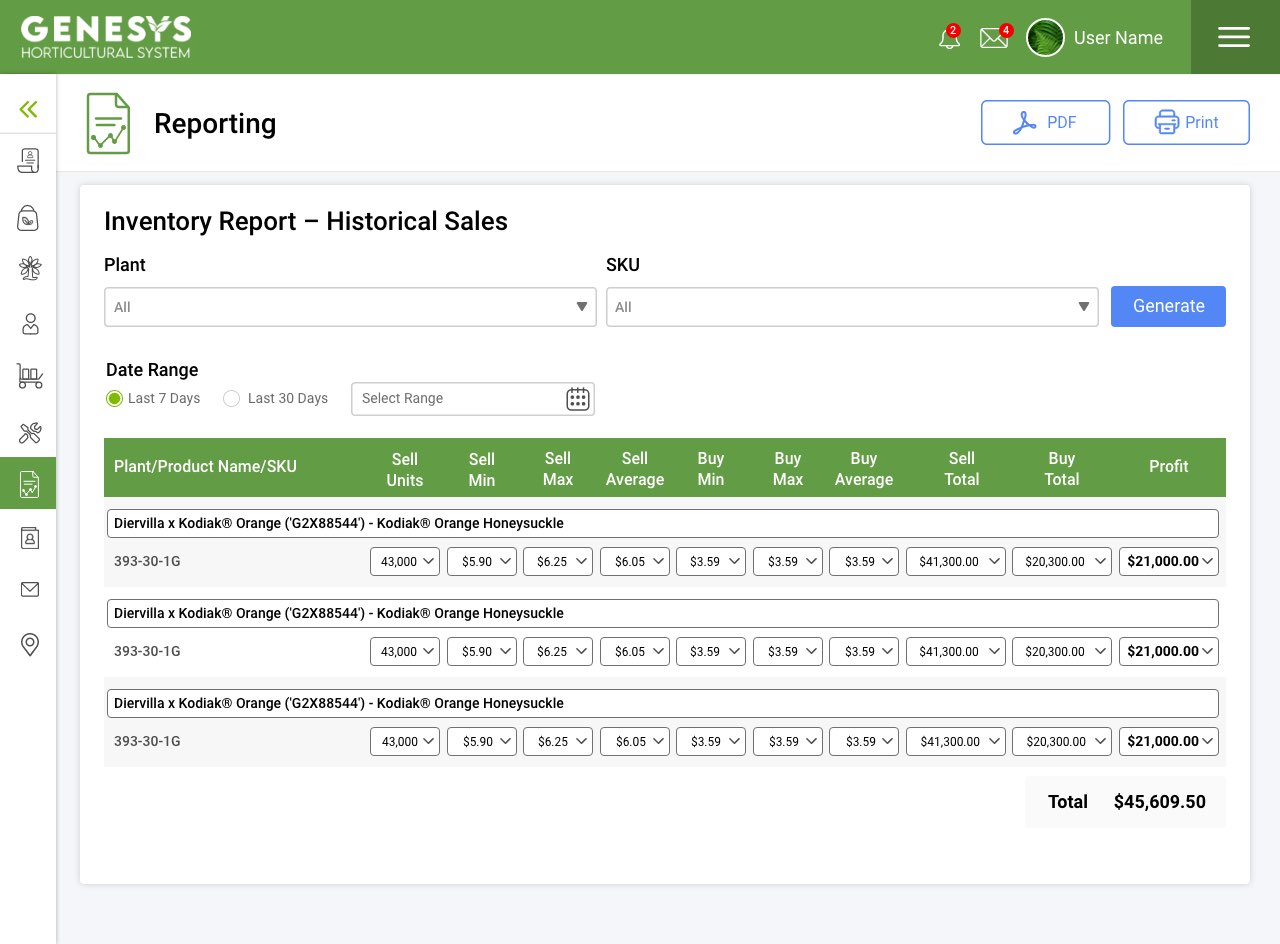 GENESYS
HORTICULTURAL SYSTEM
2
4
User Name
Reporting
PDF
Print
Inventory Report – Historical Sales
Plant
SKU
All
All
Generate
Date Range
Last 7 Days
Last 30 Days
Select Range
Plant/Product Name/SKU
Sell Units
Sell Min
Sell Max
Sell Average
Buy Min
Buy Max
Buy Average
Sell Total
Buy Total
Profit
Diervilla x Kodiak® Orange ('G2X88544') - Kodiak® Orange Honeysuckle
393-30-1G 43,000 $5.90 $6.25 $6.05 $3.59 $3.59 $3.59 $41,300.00 $20,300.00 $21,000.00
Diervilla x Kodiak® Orange ('G2X88544') - Kodiak® Orange Honeysuckle
393-30-1G 43,000 $5.90 $6.25 $6.05 $3.59 $3.59 $3.59 $41,300.00 $20,300.00 $21,000.00
Diervilla x Kodiak® Orange ('G2X88544') - Kodiak® Orange Honeysuckle
393-30-1G 43,000 $5.90 $6.25 $6.05 $3.59 $3.59 $3.59 $41,300.00 $20,300.00 $21,000.00
Total $45,609.50